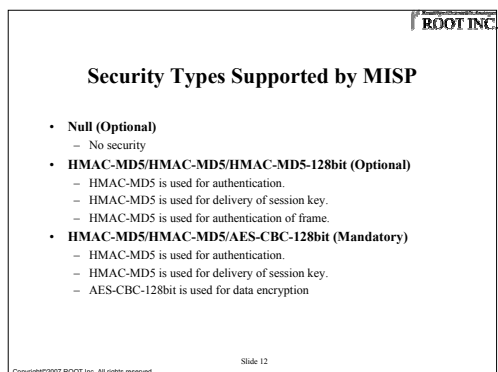 ROOT INC.
Security Types Supported by MISP
• Null (Optional)
– No security
• HMAC-MD5/HMAC-MD5/HMAC-MD5-128bit (Optional)
– HMAC-MD5 is used for authentication.
– HMAC-MD5 is used for delivery of session key.
– HMAC-MD5 is used for authentication of frame.
• HMAC-MD5/HMAC-MD5/AES-CBC-128bit (Mandatory)
– HMAC-MD5 is used for authentication.
– HMAC-MD5 is used for delivery of session key.
– AES-CBC-128bit is used for data encryption
Slide 12
Copyright©2007 ROOT Inc. All rights reserved